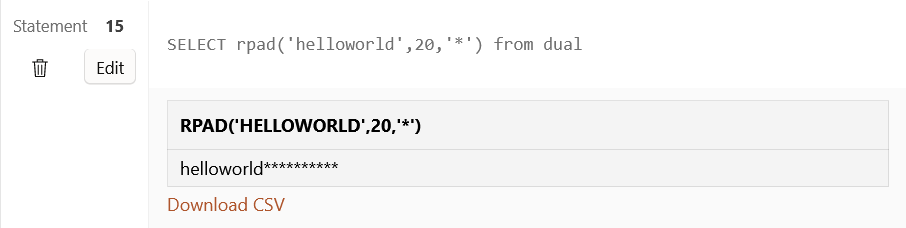 Statement 15
Edit
SELECT rpad('helloworld',20,'*') from dual
RPAD('HELLOWORLD',20,'*')
helloworld**********
Download CSV